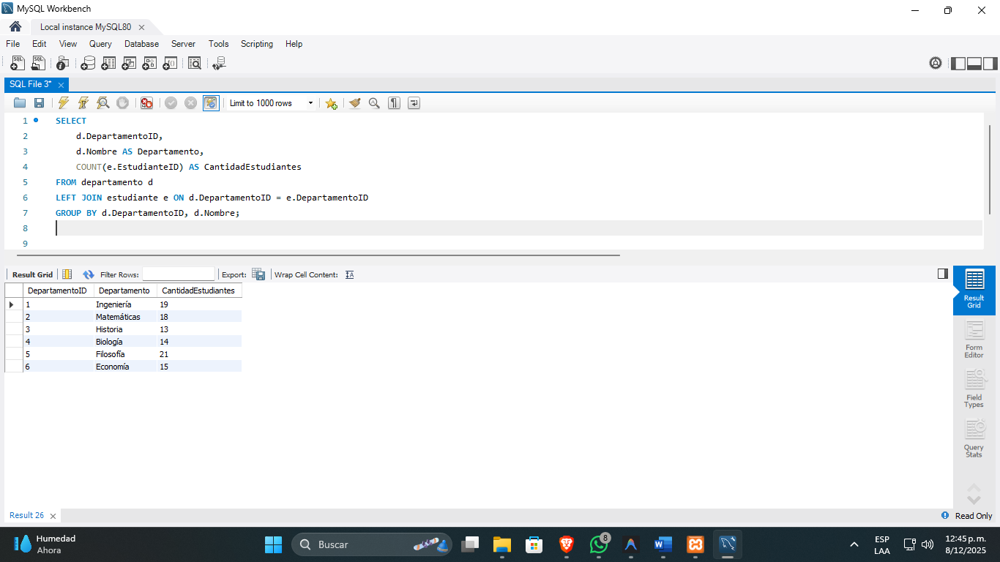 MySQL Workbench
Local instance MySQL80
File Edit View Query Database Server Tools Scripting Help
SQL File 3*
Limit to 1000 rows
1 SELECT
2 d.DepartamentoID,
3 d.Nombre AS Departamento,
4 COUNT(e.EstudianteID) AS CantidadEstudiantes
5 FROM departamento d
6 LEFT JOIN estudiante e ON d.DepartamentoID = e.DepartamentoID
7 GROUP BY d.DepartamentoID, d.Nombre;
8
9
Result Grid Filter Rows: Export: Wrap Cell Content:
DepartamentoID Departamento CantidadEstudiantes
1 Ingeniería 19
2 Matemáticas 18
3 Historia 13
4 Biología 14
5 Filosofía 21
6 Economía 15
Result
Grid
Form
Editor
Field
Types
Query
Stats
Result 26
Read Only
Humedad
Ahora
Buscar
8
ESP
LAA
12:45 p. m.
8/12/2025